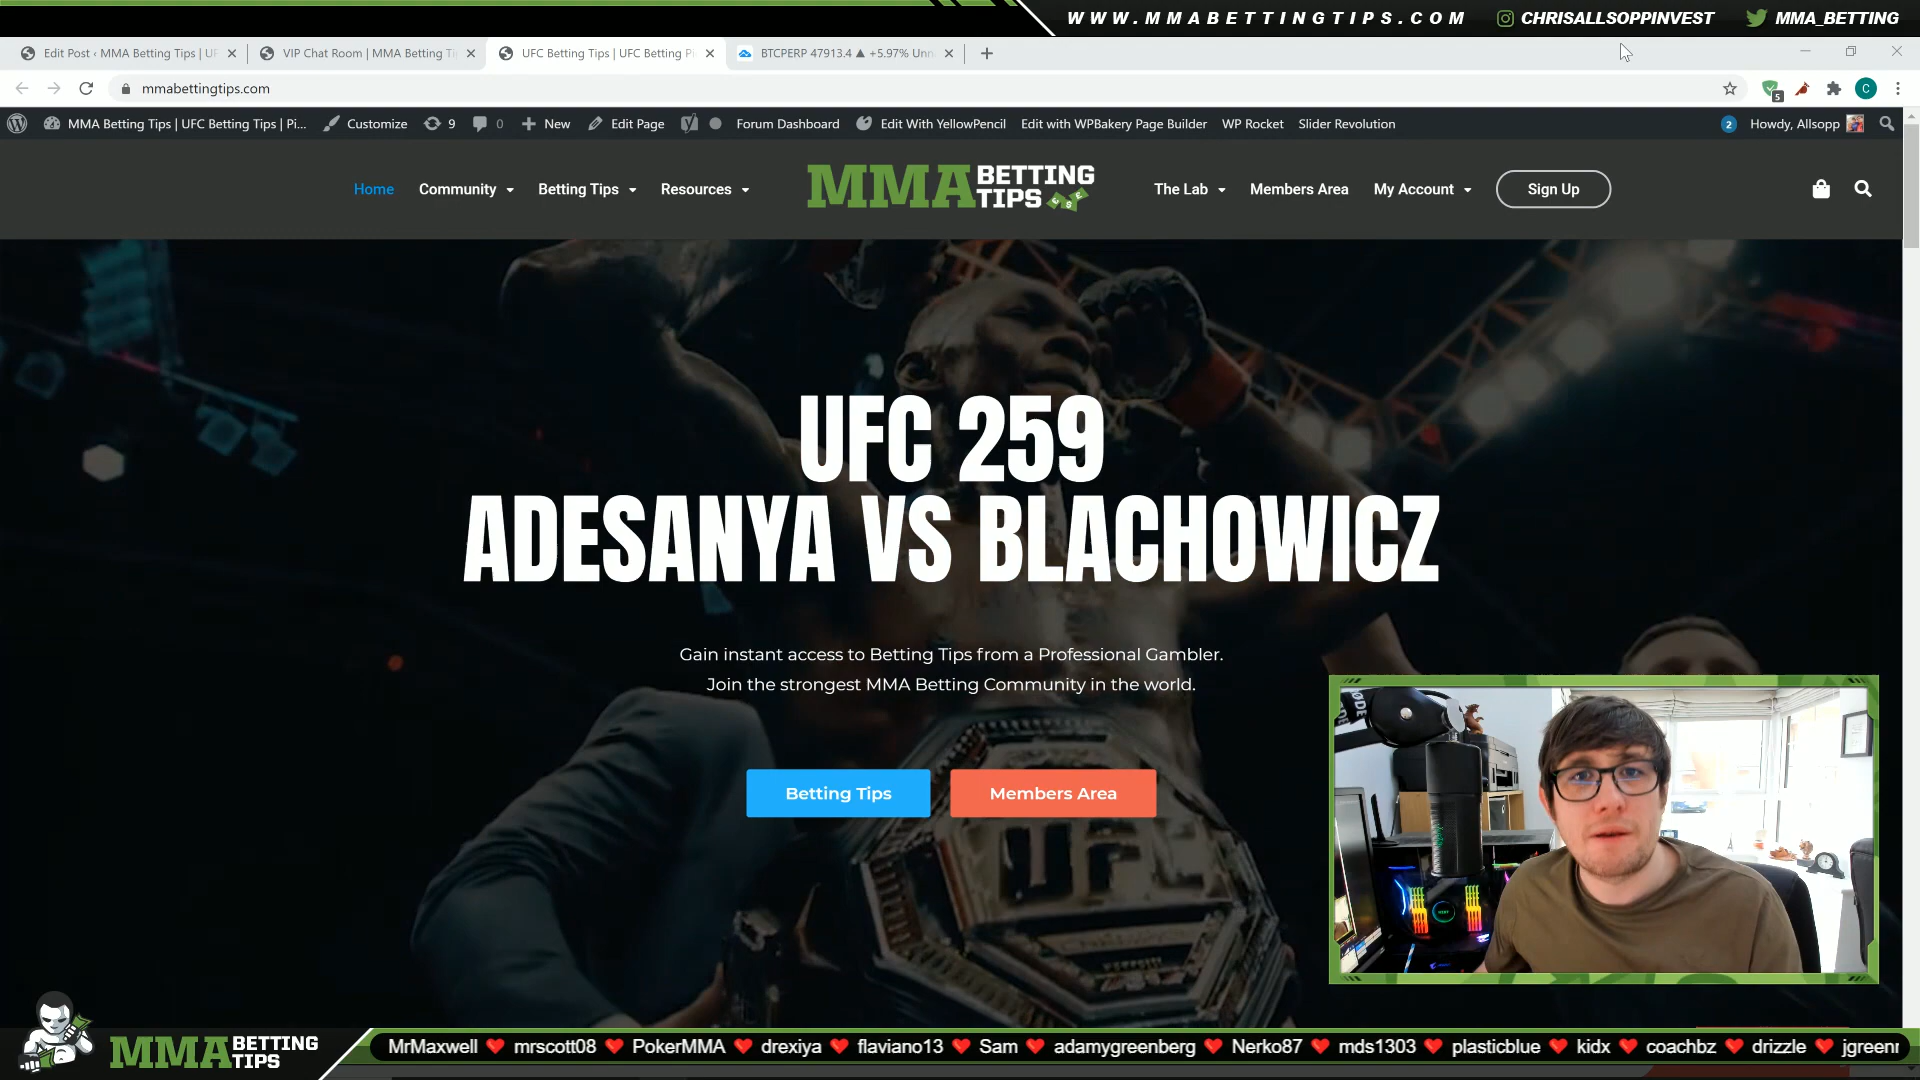 WWW.MMABETTINGTIPS.COM
CHRISALLSOPPINVEST
MMA_BETTING
Edit Post ‹ MMA Betting Tips | UF
VIP Chat Room | MMA Betting Ti
UFC Betting Tips | UFC Betting Pi
BTCPERP 47913.4 ▲ +5.97% Unn
mmabettingtips.com
5
C
MMA Betting Tips | UFC Betting Tips | Pi...
Customize
9
0
New
Edit Page
Forum Dashboard
Edit With YellowPencil
Edit with WPBakery Page Builder
WP Rocket
Slider Revolution
2
Howdy, Allsopp
Home
Community
Betting Tips
Resources
MMA BETTING TIPS
The Lab
Members Area
My Account
Sign Up
UFC 259
ADESANYA VS BLACHOWICZ
Gain instant access to Betting Tips from a Professional Gambler.
Join the strongest MMA Betting Community in the world.
Betting Tips
Members Area
UFC
MMA BETTING TIPS
MrMaxwell ❤ mrscott08 ❤ PokerMMA ❤ drexiya ❤ flaviano13 ❤ Sam ❤ adamygreenberg ❤ Nerko87 ❤ mds1303 ❤ plasticblue ❤ kidx ❤ coachbz ❤ drizzle ❤ jgreenr